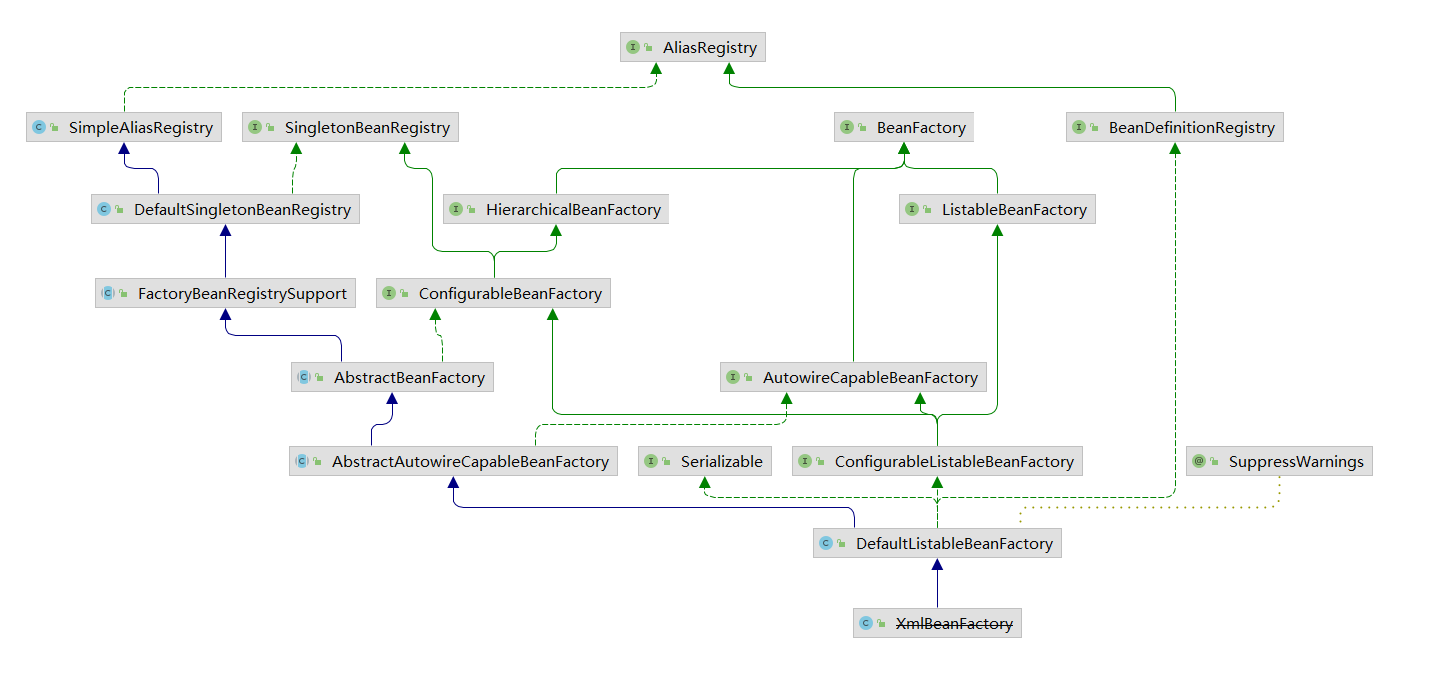 AliasRegistry
SimpleAliasRegistry
SingletonBeanRegistry
BeanFactory
BeanDefinitionRegistry
DefaultSingletonBeanRegistry
HierarchicalBeanFactory
ListableBeanFactory
FactoryBeanRegistrySupport
ConfigurableBeanFactory
AbstractBeanFactory
AutowireCapableBeanFactory
AbstractAutowireCapableBeanFactory
Serializable
ConfigurableListableBeanFactory
SuppressWarnings
DefaultListableBeanFactory
XmlBeanFactory